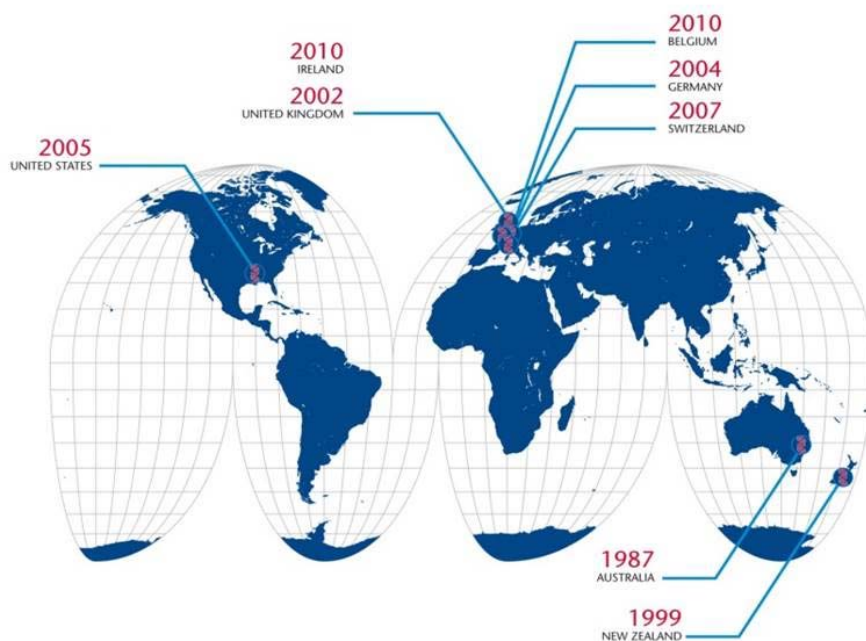 2010
IRELAND
2002
UNITED KINGDOM
2010
BELGIUM
2004
GERMANY
2007
SWITZERLAND
2005
UNITED STATES
1987
AUSTRALIA
1999
NEW ZEALAND